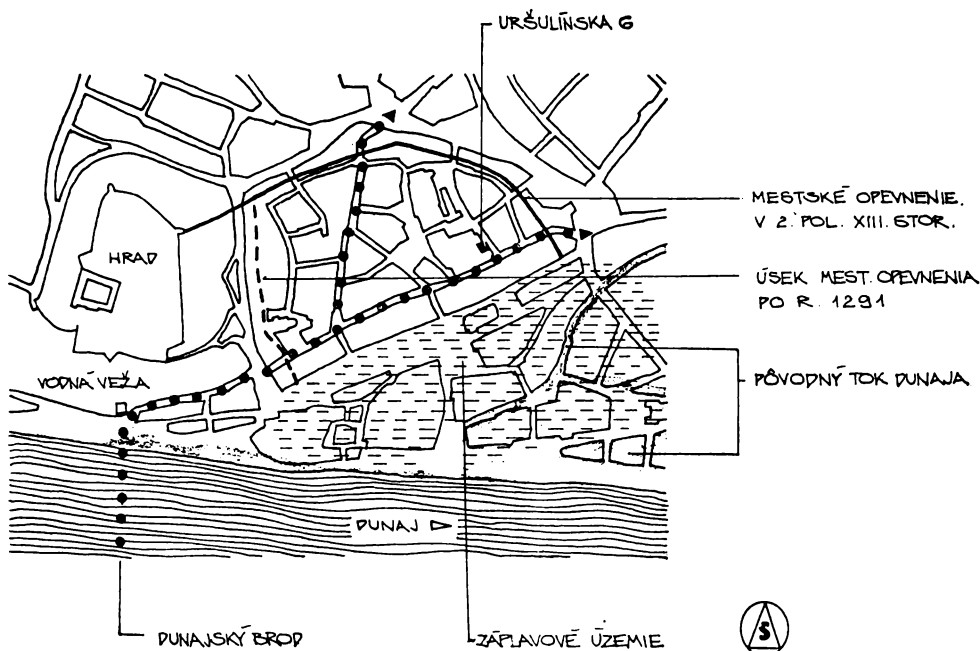 URŠULÍNSKA 6
MESTSKÉ OPEVNENIE.
V 2. POL. XIII. STOR.
HRAD
ÚSEK MEST. OPEVNENIA
PO R. 1291
VODNÁ VEŽA
PÔVODNÝ TOK DUNAJA
DUNAJ
DUNAJSKÝ BROD
ZÁPLAVOVÉ ÚZEMIE
S